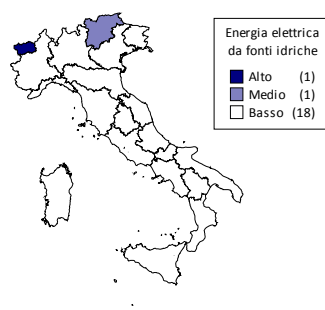 Energia elettrica
da fonti idriche
Alto (1)
Medio (1)
Basso (18)